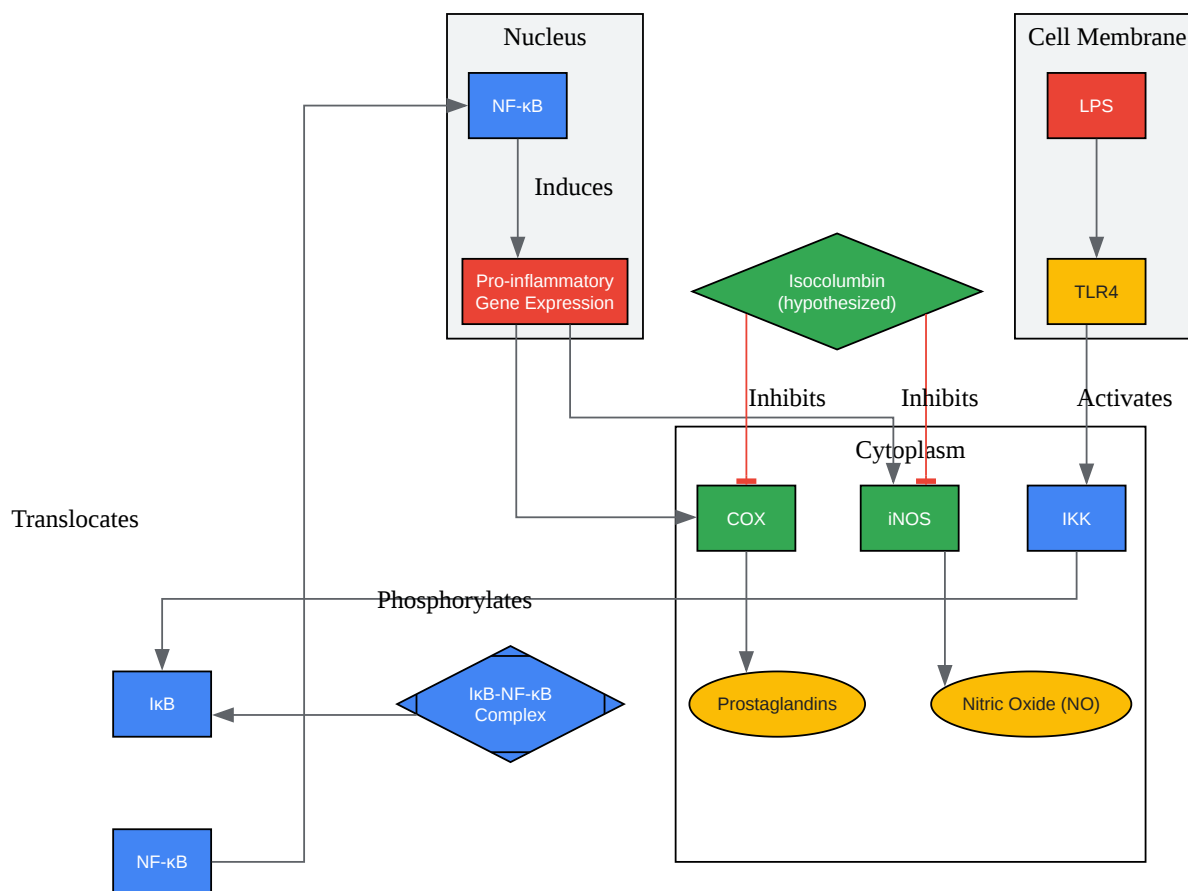 Nucleus
Cell Membrane
NF-κB
LPS
Induces
Pro-inflammatory
Gene Expression
Isocolumbin
(hypothesized)
TLR4
Inhibits
Inhibits
Activates
Cytoplasm
Translocates
COX
iNOS
IKK
Phosphorylates
IκB
IκB-NF-κB
Complex
Prostaglandins
Nitric Oxide (NO)
NF-κB